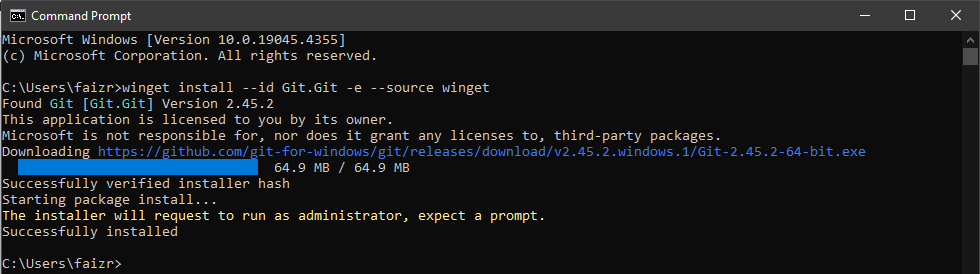 Command Prompt
Microsoft Windows [Version 10.0.19045.4355]
(c) Microsoft Corporation. All rights reserved.
C:\Users\faizr>winget install --id Git.Git -e --source winget
Found Git [Git.Git] Version 2.45.2
This application is licensed to you by its owner.
Microsoft is not responsible for, nor does it grant any licenses to, third-party packages.
Downloading https://github.com/git-for-windows/git/releases/download/v2.45.2.windows.1/Git-2.45.2-64-bit.exe
64.9 MB / 64.9 MB
Successfully verified installer hash
Starting package install...
The installer will request to run as administrator, expect a prompt.
Successfully installed
C:\Users\faizr>